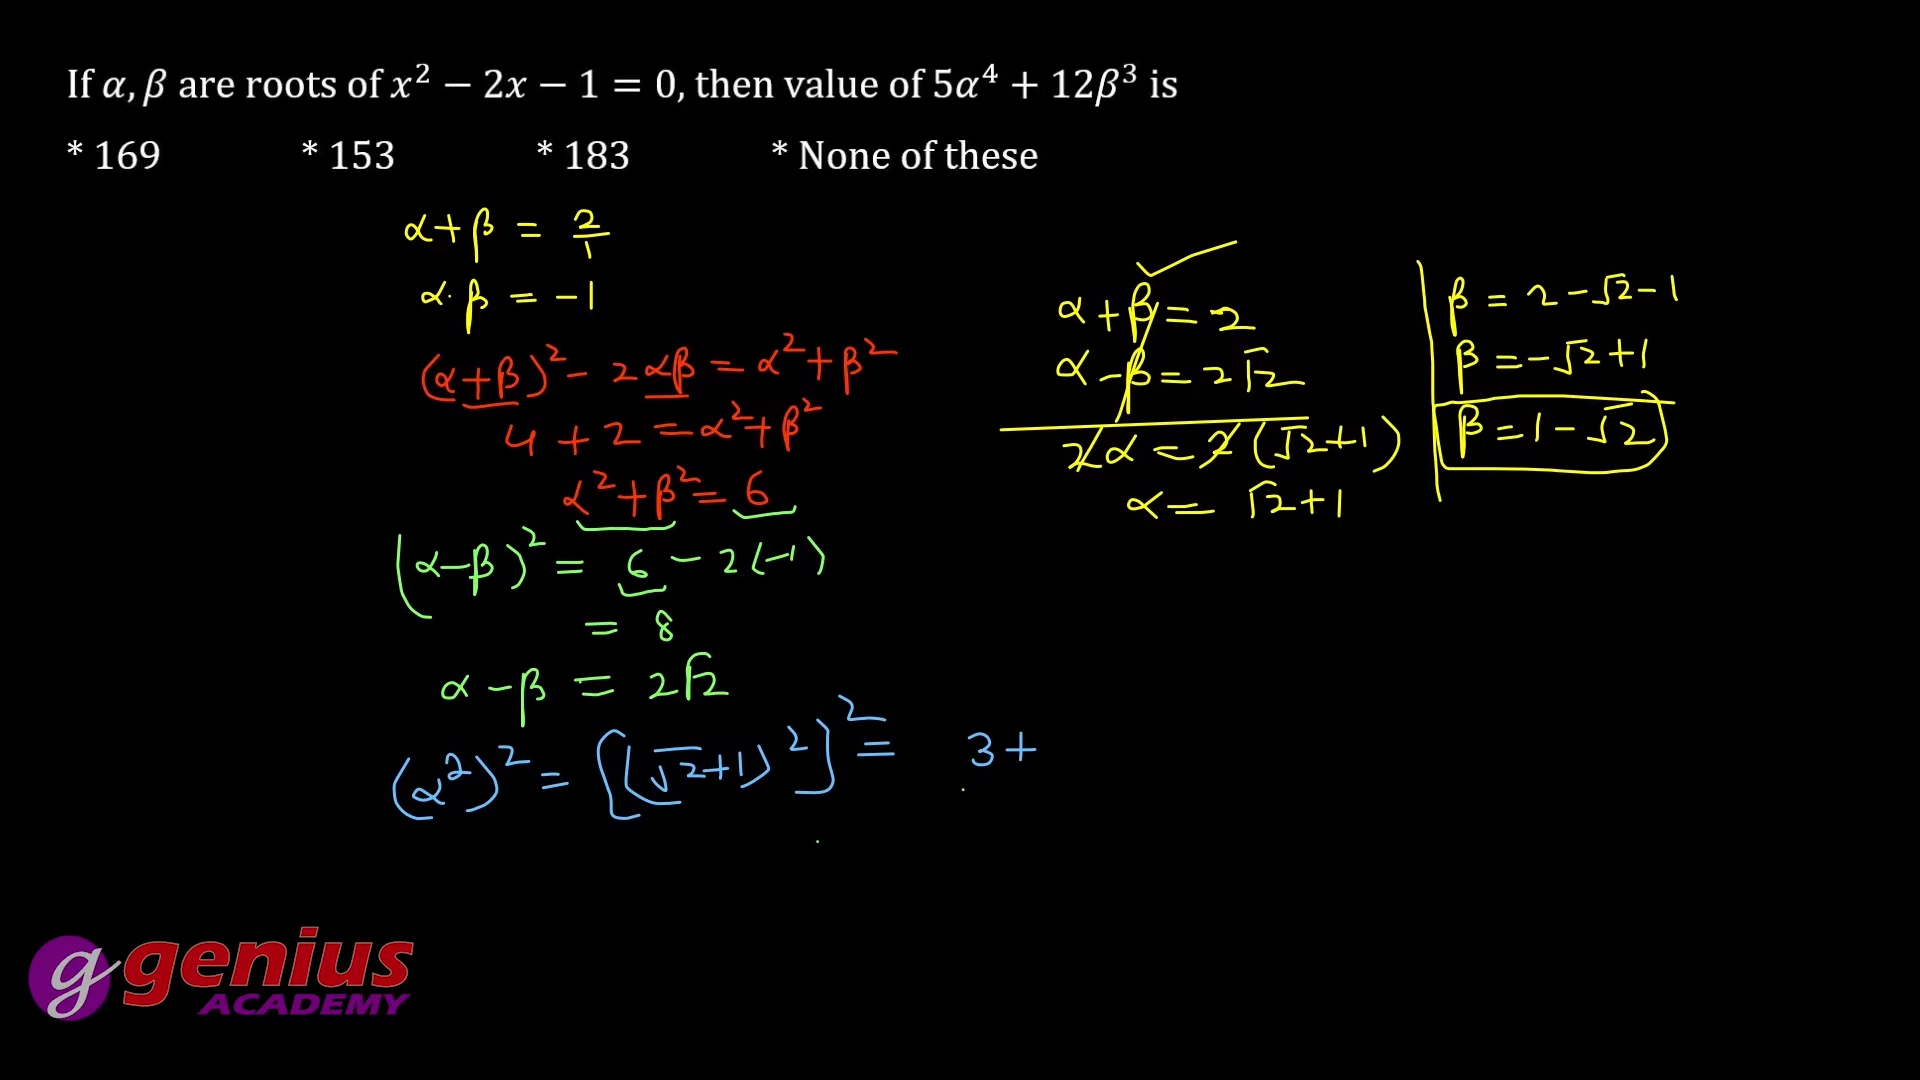 If α, β are roots of x² − 2x − 1 = 0, then value of 5α⁴ + 12β³ is
* 169 * 153 * 183 * None of these
α + β = 2/1
α · β = −1
(α + β)² − 2αβ = α² + β²
4 + 2 = α² + β²
α² + β² = 6
(α − β)² = 6 − 2(−1)
= 8
α − β = 2√2
(α²)² = [(√2 + 1)²]² = 3 +
α + β = 2
α − β = 2√2
2α = 2(√2 + 1)
α = √2 + 1
β = 2 − √2 − 1
β = −√2 + 1
β = 1 − √2
g genius
ACADEMY